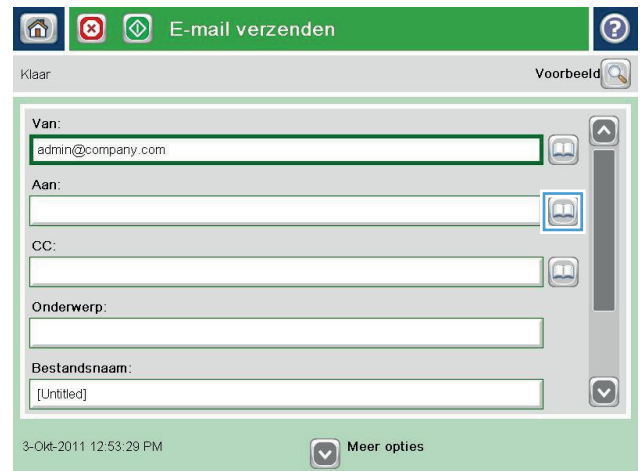 E-mail verzenden
Klaar
Voorbeeld
Van:
admin@company.com
Aan:
CC:
Onderwerp:
Bestandsnaam:
[Untitled]
3-Okt-2011 12:53:29 PM
Meer opties